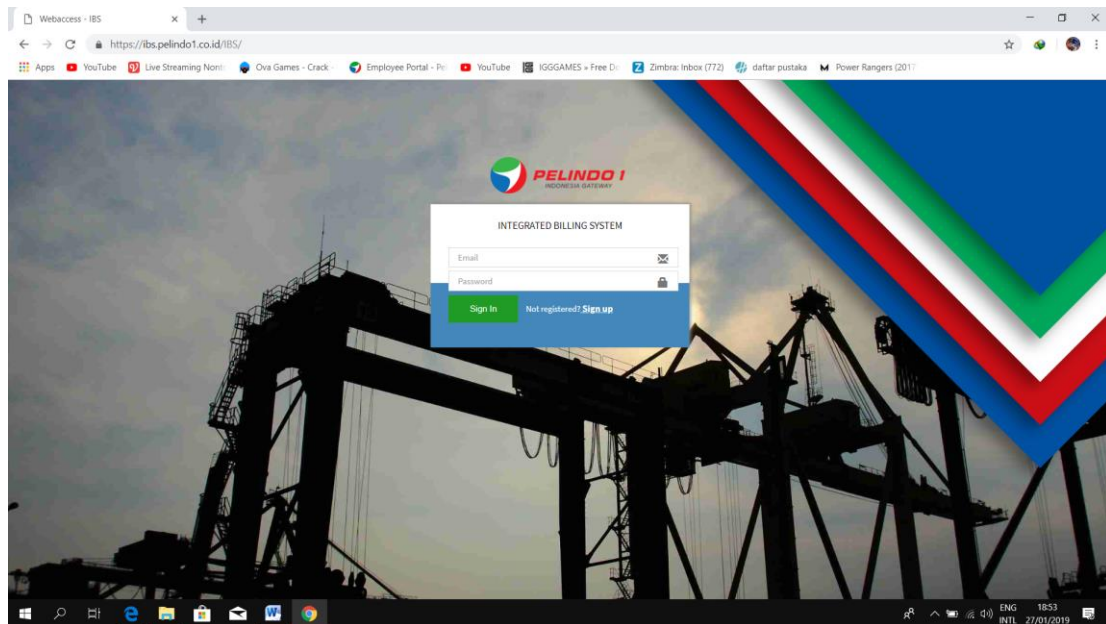 Webaccess - IBS
https://ibs.pelindo1.co.id/IBS/
Apps YouTube Live Streaming Nont Ova Games - Crack - Employee Portal - Pel YouTube IGGGAMES » Free D Zimbra: Inbox (772) daftar pustaka Power Rangers (2017
PELINDO 1
INDONESIA GATEWAY
INTEGRATED BILLING SYSTEM
Email
Password
Sign In Not registered? Sign up
ENG 18:53
INTL 27/01/2019